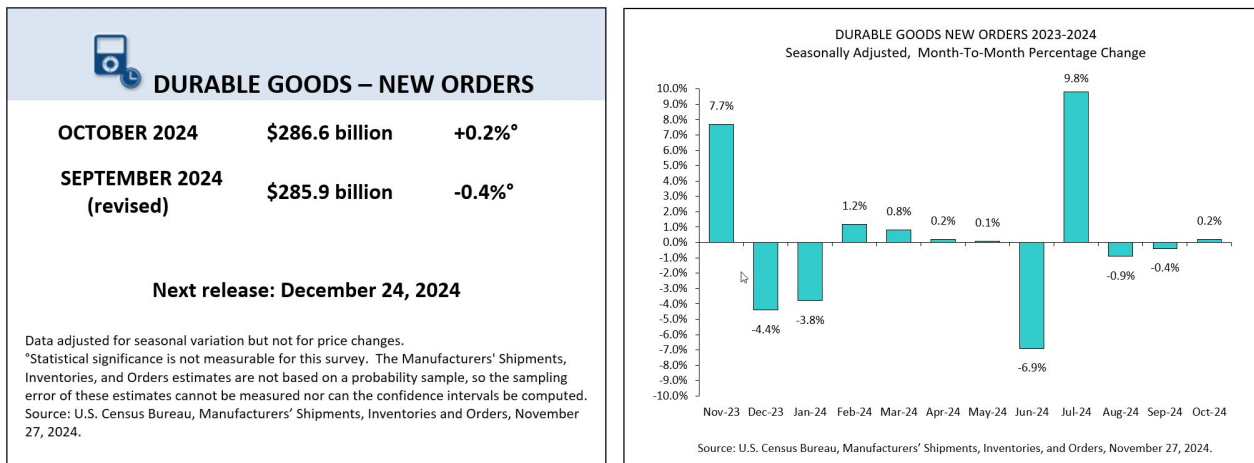 DURABLE GOODS – NEW ORDERS
OCTOBER 2024 $286.6 billion +0.2%°
SEPTEMBER 2024
(revised) $285.9 billion -0.4%°
Next release: December 24, 2024
Data adjusted for seasonal variation but not for price changes.
°Statistical significance is not measurable for this survey. The Manufacturers' Shipments,
Inventories, and Orders estimates are not based on a probability sample, so the sampling
error of these estimates cannot be measured nor can the confidence intervals be computed.
Source: U.S. Census Bureau, Manufacturers’ Shipments, Inventories and Orders, November
27, 2024.
DURABLE GOODS NEW ORDERS 2023-2024
Seasonally Adjusted, Month-To-Month Percentage Change
10.0%
9.0%
8.0%
7.0%
6.0%
5.0%
4.0%
3.0%
2.0%
1.0%
0.0%
-1.0%
-2.0%
-3.0%
-4.0%
-5.0%
-6.0%
-7.0%
-8.0%
-9.0%
-10.0%
7.7%
-4.4%
-3.8%
1.2%
0.8%
0.2%
0.1%
-6.9%
9.8%
-0.9%
-0.4%
0.2%
Nov-23 Dec-23 Jan-24 Feb-24 Mar-24 Apr-24 May-24 Jun-24 Jul-24 Aug-24 Sep-24 Oct-24
Source: U.S. Census Bureau, Manufacturers’ Shipments, Inventories, and Orders, November 27, 2024.